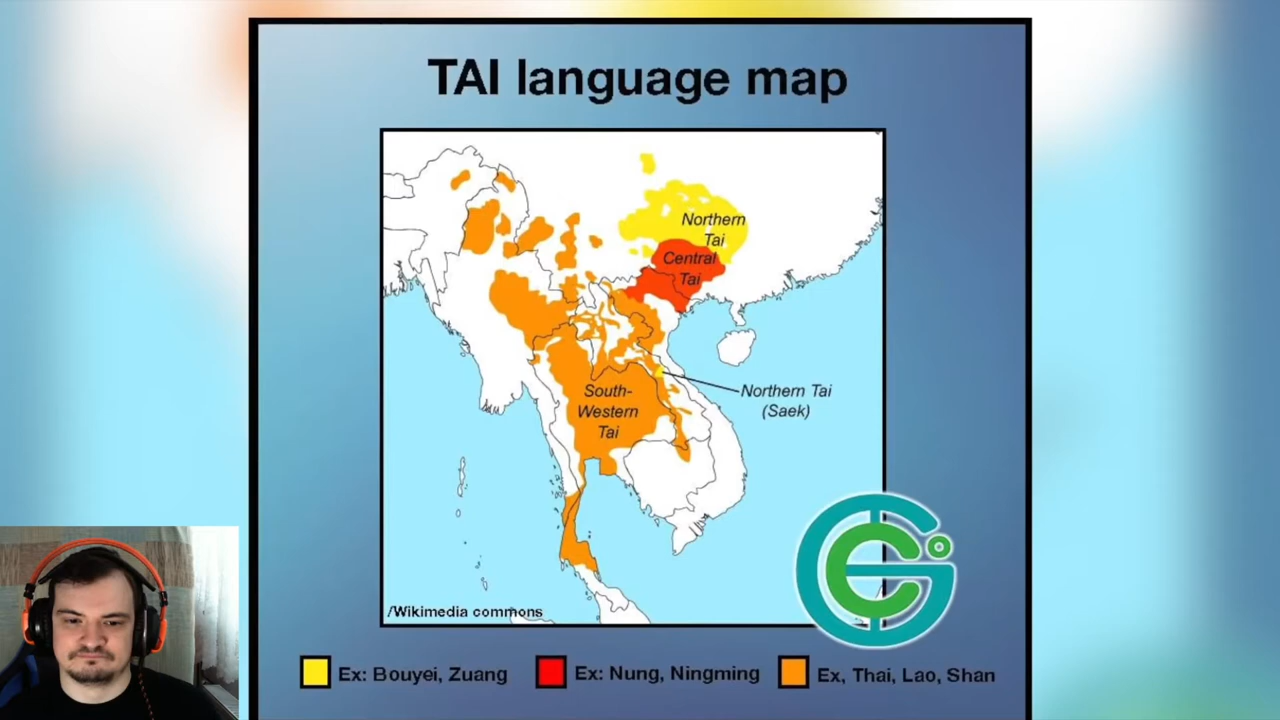 TAI language map
Northern
Tai
Central
Tai
South-
Western
Tai
Northern Tai
(Saek)
/Wikimedia commons
Ex: Bouyei, Zuang
Ex: Nung, Ningming
Ex, Thai, Lao, Shan